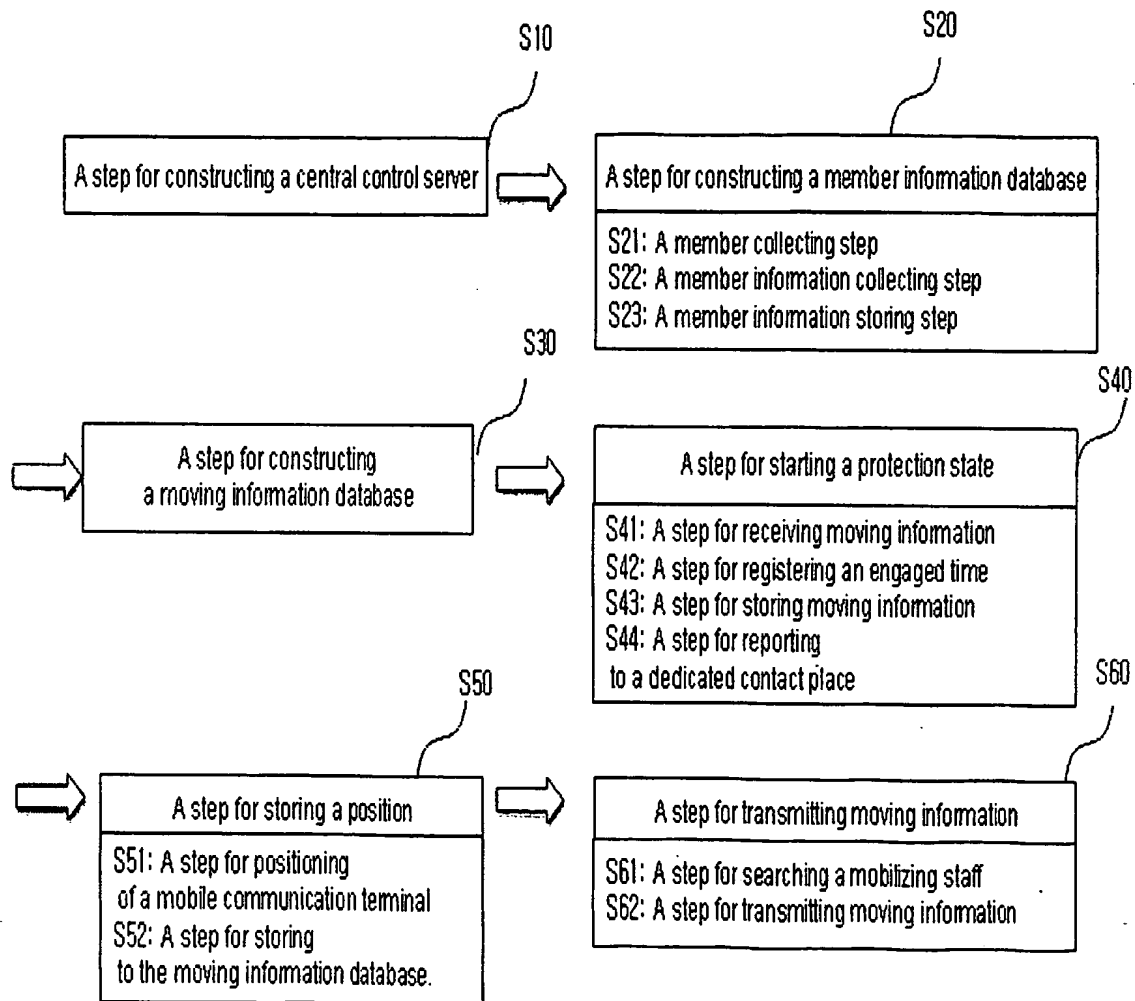 S10
S20
A step for constructing a central control server
A step for constructing a member information database
S21: A member collecting step
S22: A member information collecting step
S23: A member information storing step
S30
S40
A step for constructing
a moving information database
A step for starting a protection state
S41: A step for receiving moving information
S42: A step for registering an engaged time
S43: A step for storing moving information
S44: A step for reporting
to a dedicated contact place
S50
S60
A step for storing a position
S51: A step for positioning
of a mobile communication terminal
S52: A step for storing
to the moving information database.
A step for transmitting moving information
S61: A step for searching a mobilizing staff
S62: A step for transmitting moving information